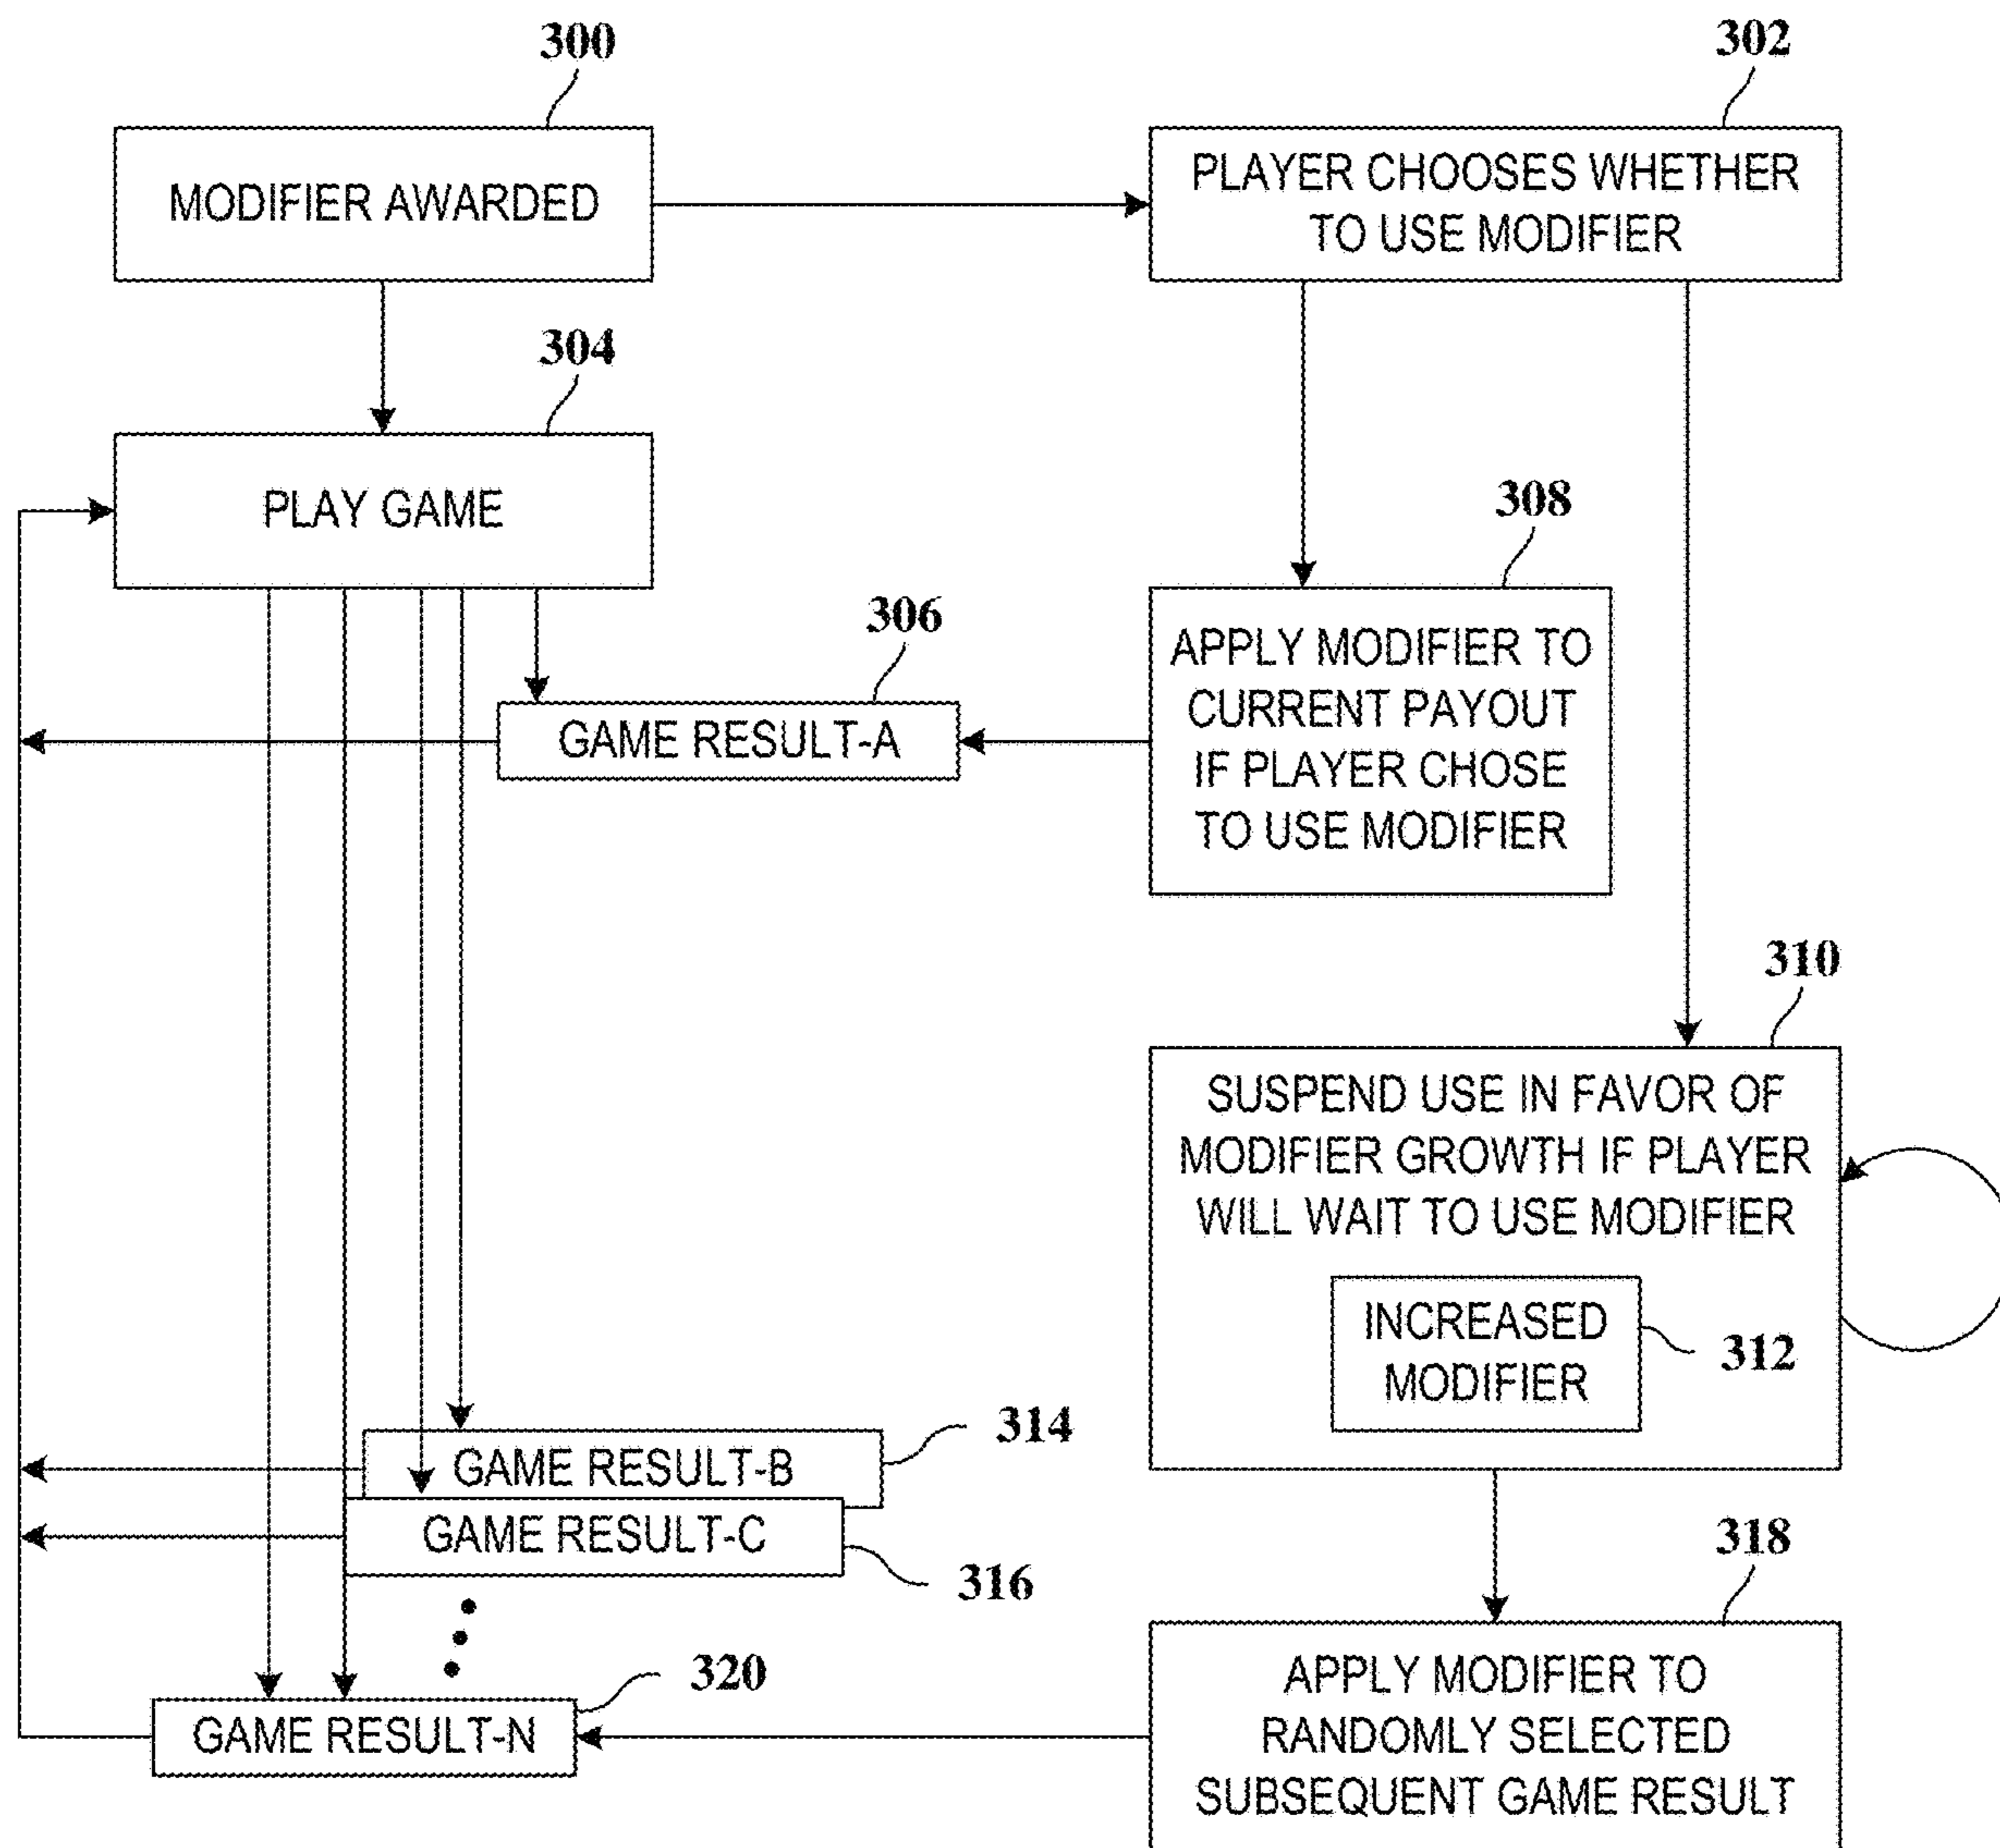 300
302
MODIFIER AWARDED
PLAYER CHOOSES WHETHER
TO USE MODIFIER
304
PLAY GAME
308
306
APPLY MODIFIER TO
CURRENT PAYOUT
IF PLAYER CHOSE
TO USE MODIFIER
GAME RESULT-A
310
SUSPEND USE IN FAVOR OF
MODIFIER GROWTH IF PLAYER
WILL WAIT TO USE MODIFIER
INCREASED
MODIFIER
312
314
GAME RESULT-B
GAME RESULT-C
316
318
320
GAME RESULT-N
APPLY MODIFIER TO
RANDOMLY SELECTED
SUBSEQUENT GAME RESULT